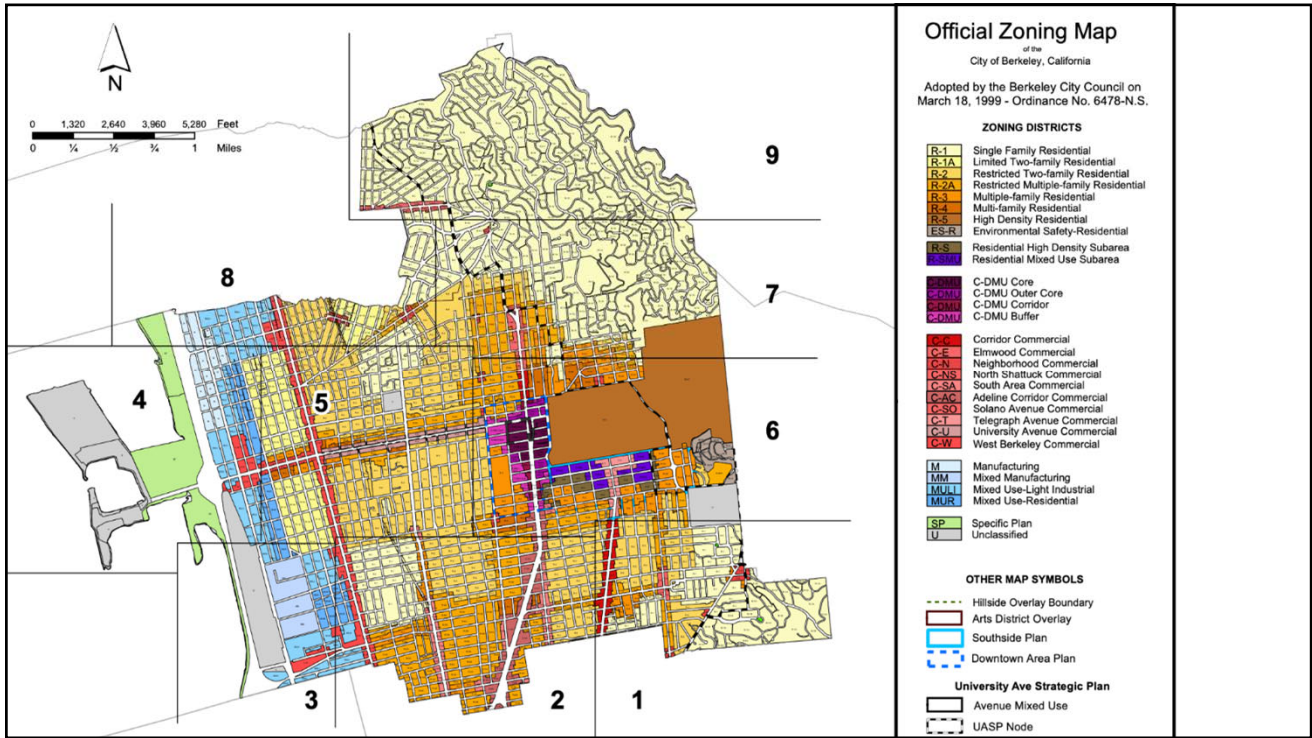 N
0 1,320 2,640 3,960 5,280 Feet
0 ¼ ½ ¾ 1 Miles
9
8
7
4
5
6
3
2
1
Official Zoning Map
of the
City of Berkeley, California
Adopted by the Berkeley City Council on
March 18, 1999 - Ordinance No. 6478-N.S.
ZONING DISTRICTS
R-1 Single Family Residential
R-1A Limited Two-family Residential
R-2 Restricted Two-family Residential
R-2A Restricted Multiple-family Residential
R-3 Multiple-family Residential
R-4 Multi-family Residential
R-5 High Density Residential
ES-R Environmental Safety-Residential
R-S Residential High Density Subarea
R-SMU Residential Mixed Use Subarea
C-DMU C-DMU Core
C-DMU C-DMU Outer Core
C-DMU C-DMU Corridor
C-DMU C-DMU Buffer
C-C Corridor Commercial
C-E Elmwood Commercial
C-N Neighborhood Commercial
C-NS North Shattuck Commercial
C-SA South Area Commercial
C-AC Adeline Corridor Commercial
C-SO Solano Avenue Commercial
C-T Telegraph Avenue Commercial
C-U University Avenue Commercial
C-W West Berkeley Commercial
M Manufacturing
MM Mixed Manufacturing
MULI Mixed Use-Light Industrial
MUR Mixed Use-Residential
SP Specific Plan
U Unclassified
OTHER MAP SYMBOLS
Hillside Overlay Boundary
Arts District Overlay
Southside Plan
Downtown Area Plan
University Ave Strategic Plan
Avenue Mixed Use
UASP Node